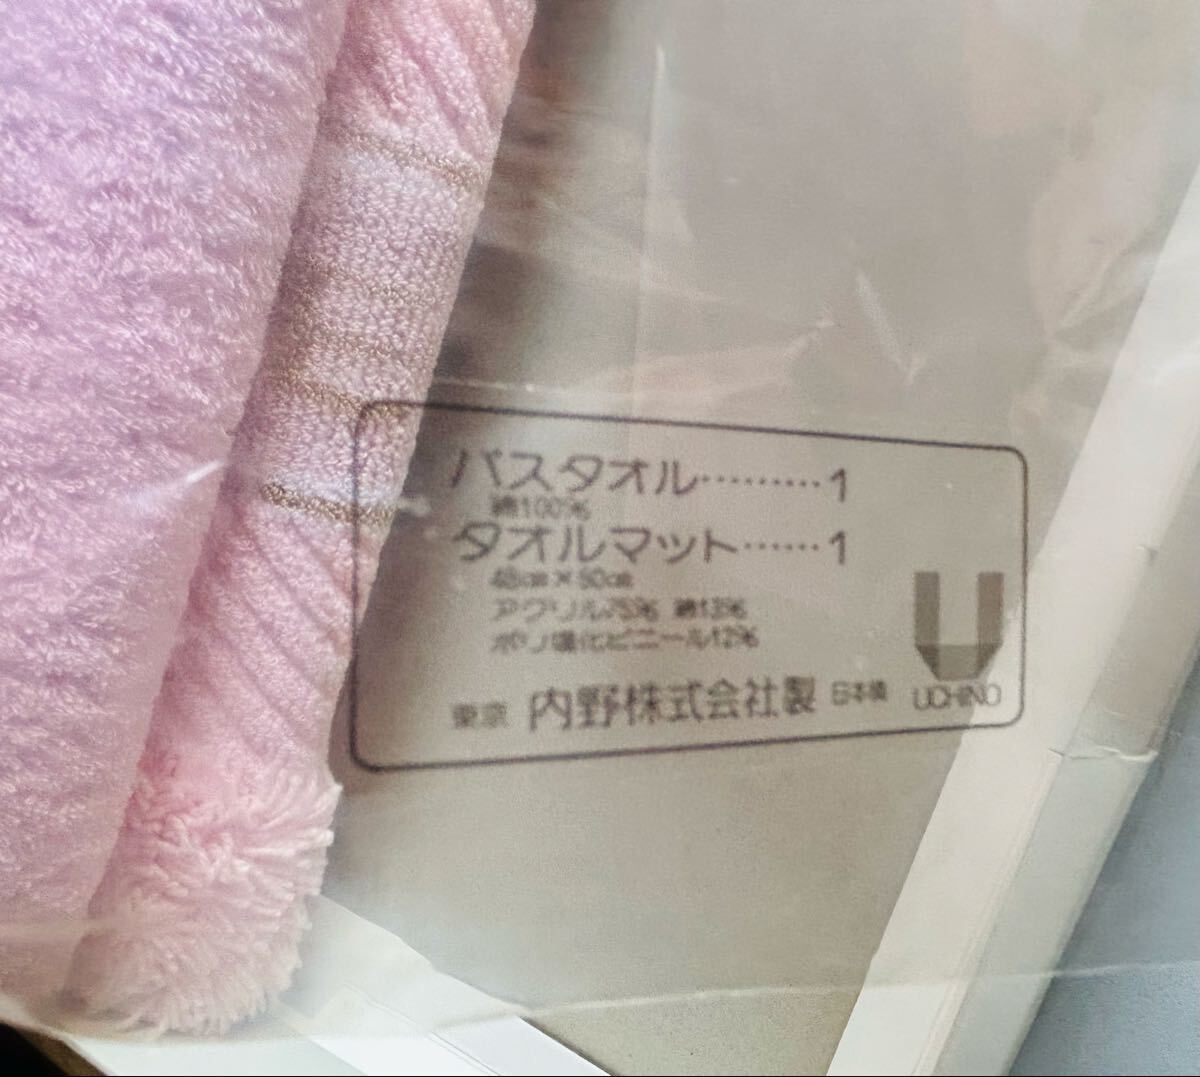 バスタオル………1
綿100%
タオルマット……1
48cm×60cm
アクリル75% 綿13%
ポリ塩化ビニール12%
東京 内野株式会社製 日本橋
UCHINO